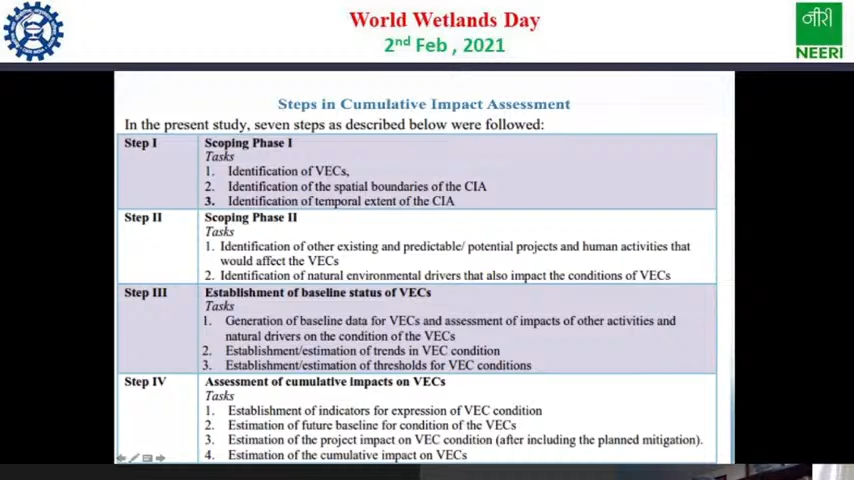 World Wetlands Day
2nd Feb , 2021
नीरी
NEERI
Steps in Cumulative Impact Assessment
In the present study, seven steps as described below were followed:
Step I
Scoping Phase I
Tasks
1. Identification of VECs,
2. Identification of the spatial boundaries of the CIA
3. Identification of temporal extent of the CIA
Step II
Scoping Phase II
Tasks
1. Identification of other existing and predictable/ potential projects and human activities that
would affect the VECs
2. Identification of natural environmental drivers that also impact the conditions of VECs
Step III
Establishment of baseline status of VECs
Tasks
1. Generation of baseline data for VECs and assessment of impacts of other activities and
natural drivers on the condition of the VECs
2. Establishment/estimation of trends in VEC condition
3. Establishment/estimation of thresholds for VEC conditions
Step IV
Assessment of cumulative impacts on VECs
Tasks
1. Establishment of indicators for expression of VEC condition
2. Estimation of future baseline for condition of the VECs
3. Estimation of the project impact on VEC condition (after including the planned mitigation).
4. Estimation of the cumulative impact on VECs